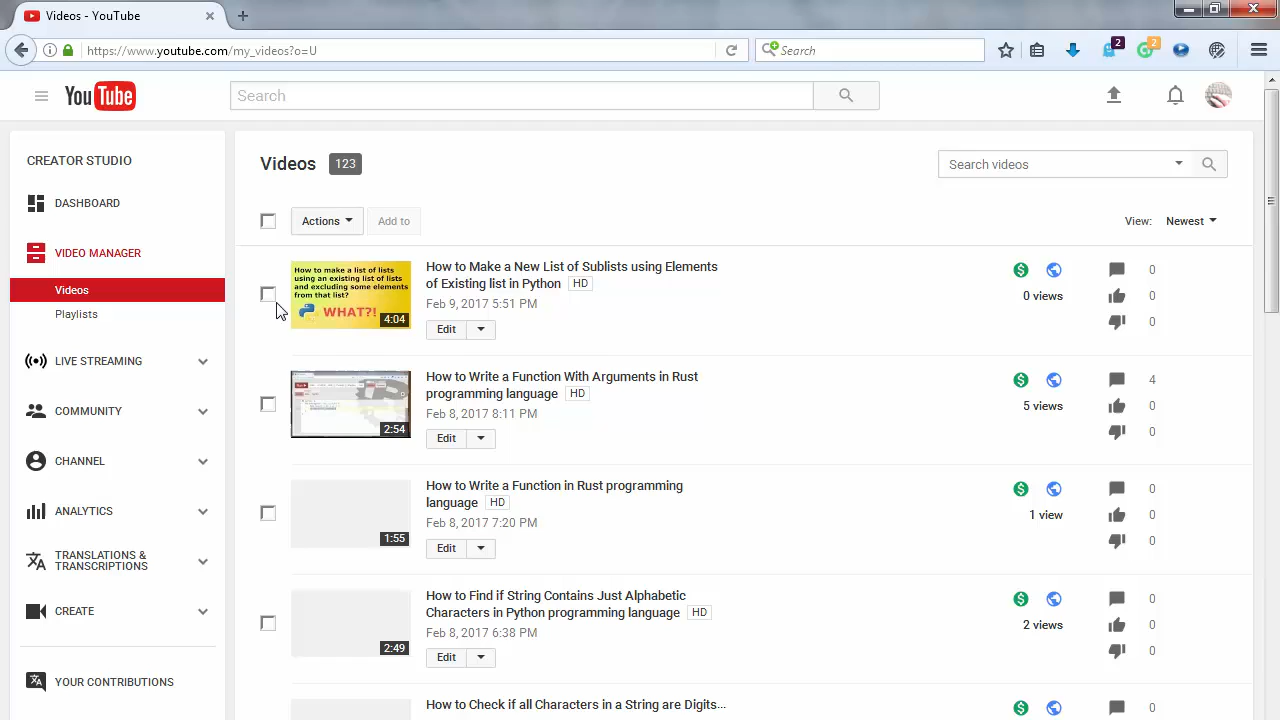 Videos - YouTube
https://www.youtube.com/my_videos?o=U
Search
2
2
YouTube
Search
CREATOR STUDIO
DASHBOARD
VIDEO MANAGER
Videos
Playlists
LIVE STREAMING
COMMUNITY
CHANNEL
ANALYTICS
TRANSLATIONS &
TRANSCRIPTIONS
CREATE
YOUR CONTRIBUTIONS
Videos 123
Search videos
Actions
Add to
View: Newest
How to make a list of lists
using an existing list of lists
and excluding some elements
from that list?
WHAT?!
4:04
How to Make a New List of Sublists using Elements
of Existing list in Python HD
Feb 9, 2017 5:51 PM
Edit
$
0 views
0
0
0
2:54
How to Write a Function With Arguments in Rust
programming language HD
Feb 8, 2017 8:11 PM
Edit
$
5 views
4
0
0
1:55
How to Write a Function in Rust programming
language HD
Feb 8, 2017 7:20 PM
Edit
$
1 view
0
0
0
2:49
How to Find if String Contains Just Alphabetic
Characters in Python programming language HD
Feb 8, 2017 6:38 PM
Edit
$
2 views
0
0
0
How to Check if all Characters in a String are Digits...
$
0